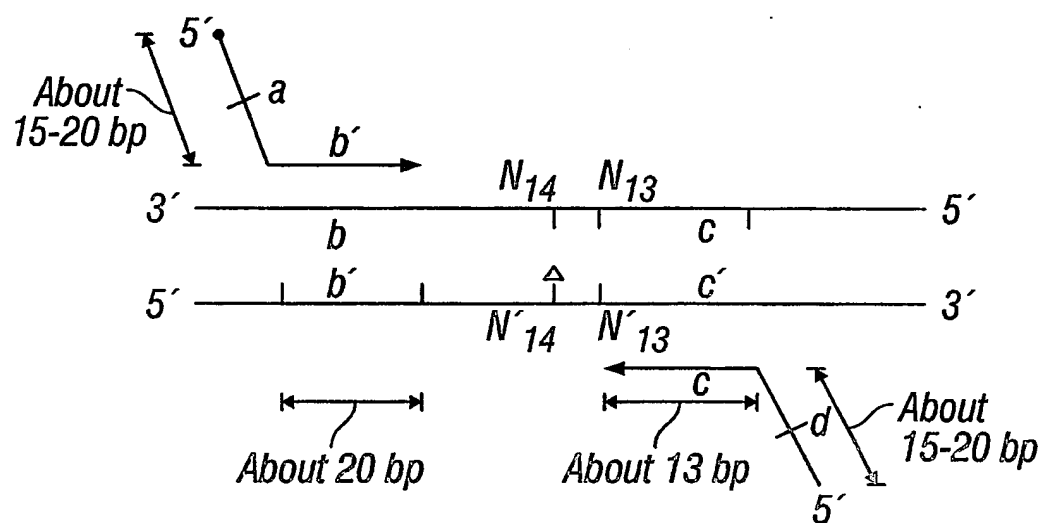 5′
a
About
15-20 bp
b′
N14 N13
3′ 5′
b c
b′ c′
5′ 3′
N′14 N′13
c
About 20 bp
About 13 bp
d
About
15-20 bp
5′